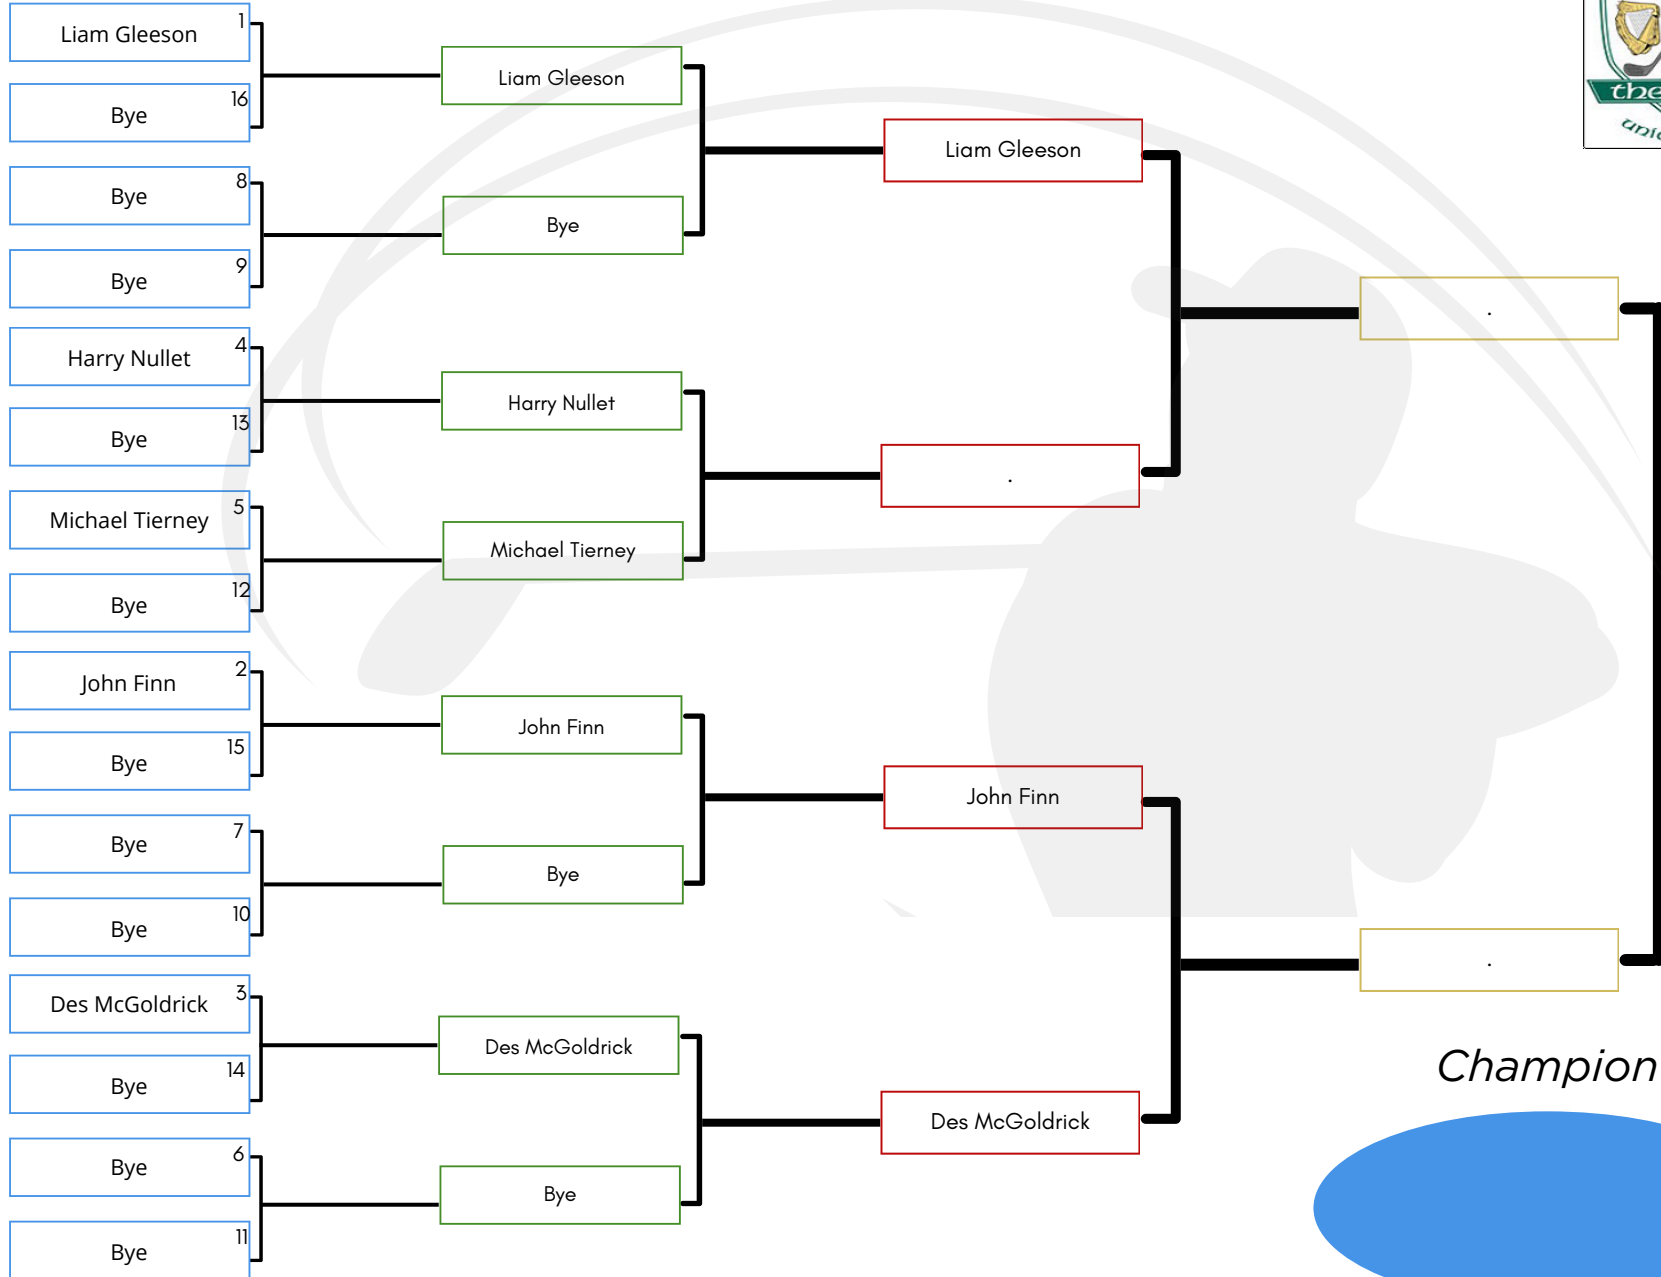 Liam Gleeson 1
Bye 16
Bye 8
Bye 9
Harry Nullet 4
Bye 13
Michael Tierney 5
Bye 12
John Finn 2
Bye 15
Bye 7
Bye 10
Des McGoldrick 3
Bye 14
Bye 6
Bye 11
Liam Gleeson
Bye
Harry Nullet
Michael Tierney
John Finn
Bye
Des McGoldrick
Bye
Liam Gleeson
.
John Finn
Des McGoldrick
.
.
Champion
the